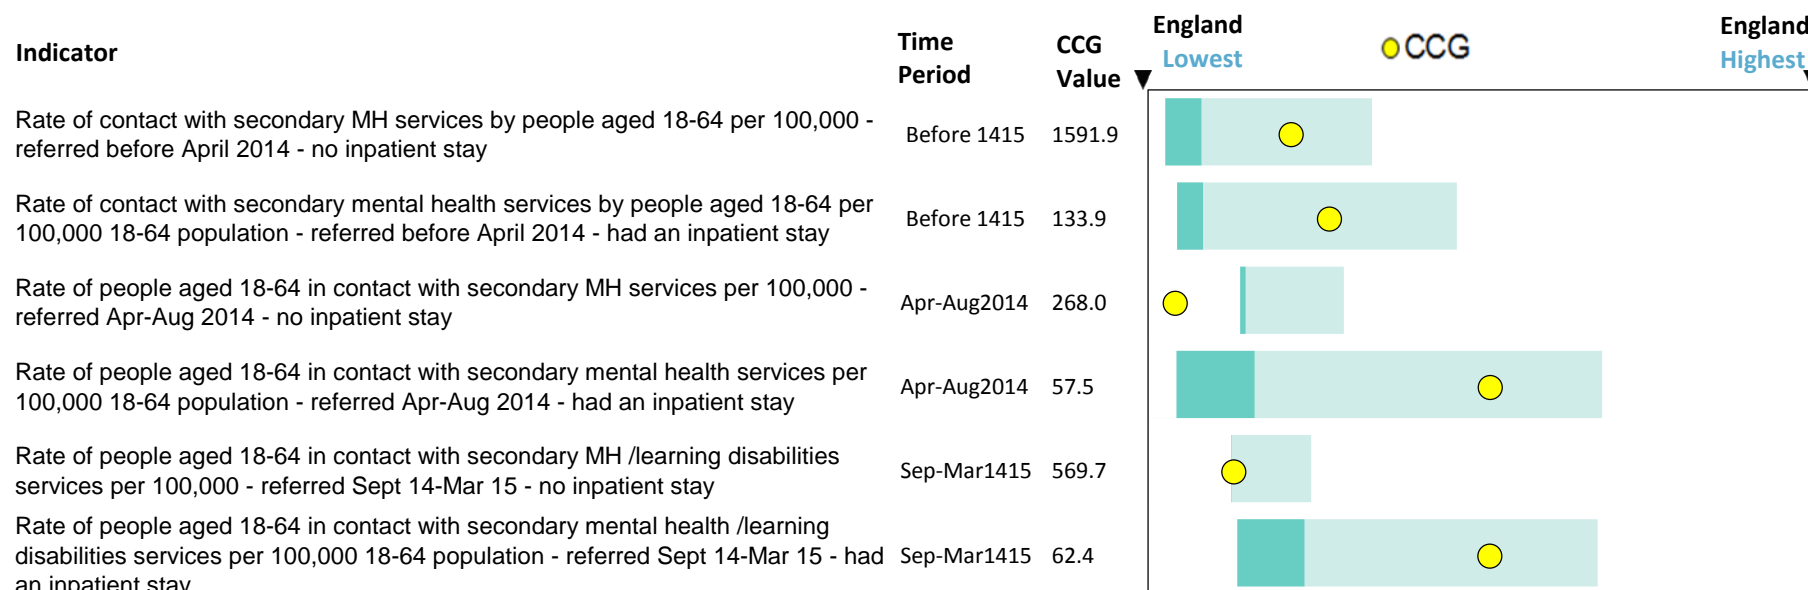 Indicator
Time Period
CCG Value
England Lowest
CCG
England Highest
Rate of contact with secondary MH services by people aged 18-64 per 100,000 -
referred before April 2014 - no inpatient stay
Before 1415 1591.9
Rate of contact with secondary mental health services by people aged 18-64 per
100,000 18-64 population - referred before April 2014 - had an inpatient stay
Before 1415 133.9
Rate of people aged 18-64 in contact with secondary MH services per 100,000 -
referred Apr-Aug 2014 - no inpatient stay
Apr-Aug2014 268.0
Rate of people aged 18-64 in contact with secondary mental health services per
100,000 18-64 population - referred Apr-Aug 2014 - had an inpatient stay
Apr-Aug2014 57.5
Rate of people aged 18-64 in contact with secondary MH /learning disabilities
services per 100,000 - referred Sept 14-Mar 15 - no inpatient stay
Sep-Mar1415 569.7
Rate of people aged 18-64 in contact with secondary mental health /learning
disabilities services per 100,000 18-64 population - referred Sept 14-Mar 15 - had
an inpatient stay
Sep-Mar1415 62.4